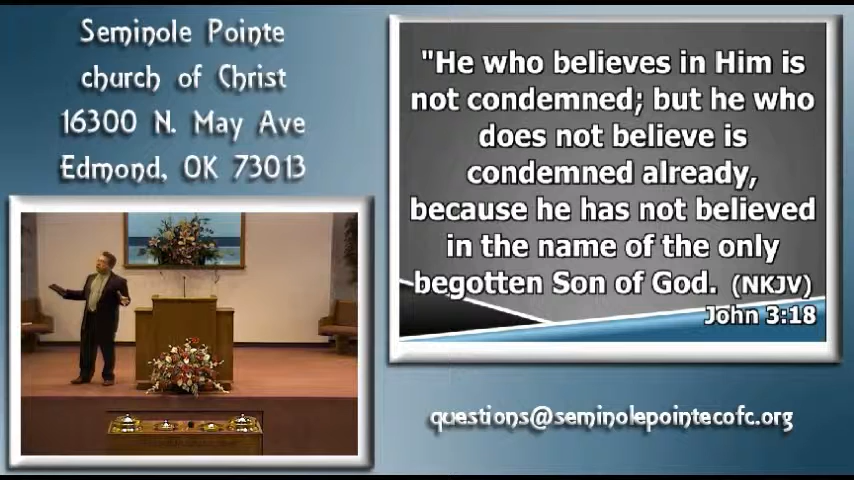 Seminole Pointe
church of Christ
16300 N. May Ave
Edmond, OK 73013
"He who believes in Him is
not condemned; but he who
does not believe is
condemned already,
because he has not believed
in the name of the only
begotten Son of God. (NKJV)
John 3:18
questions@seminolepointecofc.org